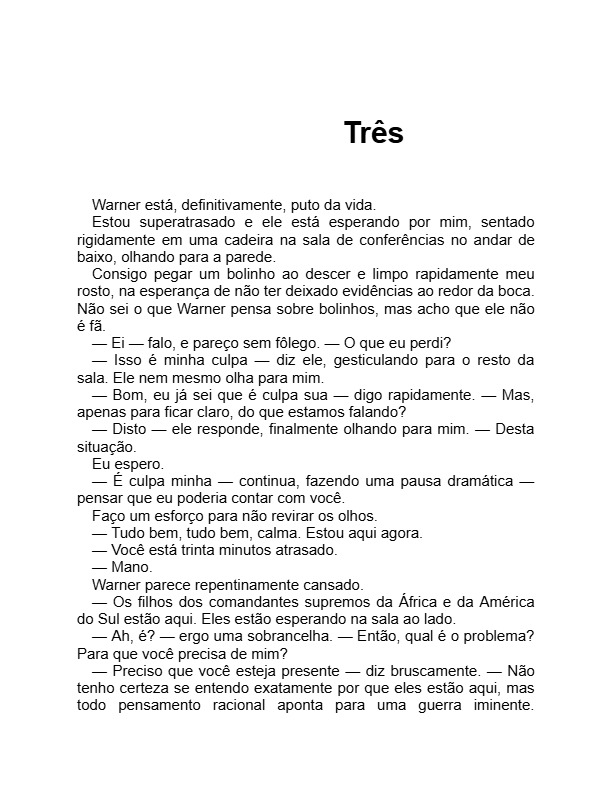 Três
Warner está, definitivamente, puto da vida.
Estou superatrasado e ele está esperando por mim, sentado
rigidamente em uma cadeira na sala de conferências no andar de
baixo, olhando para a parede.
Consigo pegar um bolinho ao descer e limpo rapidamente meu
rosto, na esperança de não ter deixado evidências ao redor da boca.
Não sei o que Warner pensa sobre bolinhos, mas acho que ele não
é fã.
— Ei — falo, e pareço sem fôlego. — O que eu perdi?
— Isso é minha culpa — diz ele, gesticulando para o resto da
sala. Ele nem mesmo olha para mim.
— Bom, eu já sei que é culpa sua — digo rapidamente. — Mas,
apenas para ficar claro, do que estamos falando?
— Disto — ele responde, finalmente olhando para mim. — Desta
situação.
Eu espero.
— É culpa minha — continua, fazendo uma pausa dramática —
pensar que eu poderia contar com você.
Faço um esforço para não revirar os olhos.
— Tudo bem, tudo bem, calma. Estou aqui agora.
— Você está trinta minutos atrasado.
— Mano.
Warner parece repentinamente cansado.
— Os filhos dos comandantes supremos da África e da América
do Sul estão aqui. Eles estão esperando na sala ao lado.
— Ah, é? — ergo uma sobrancelha. — Então, qual é o problema?
Para que você precisa de mim?
— Preciso que você esteja presente — diz bruscamente. — Não
tenho certeza se entendo exatamente por que eles estão aqui, mas
todo pensamento racional aponta para uma guerra iminente.